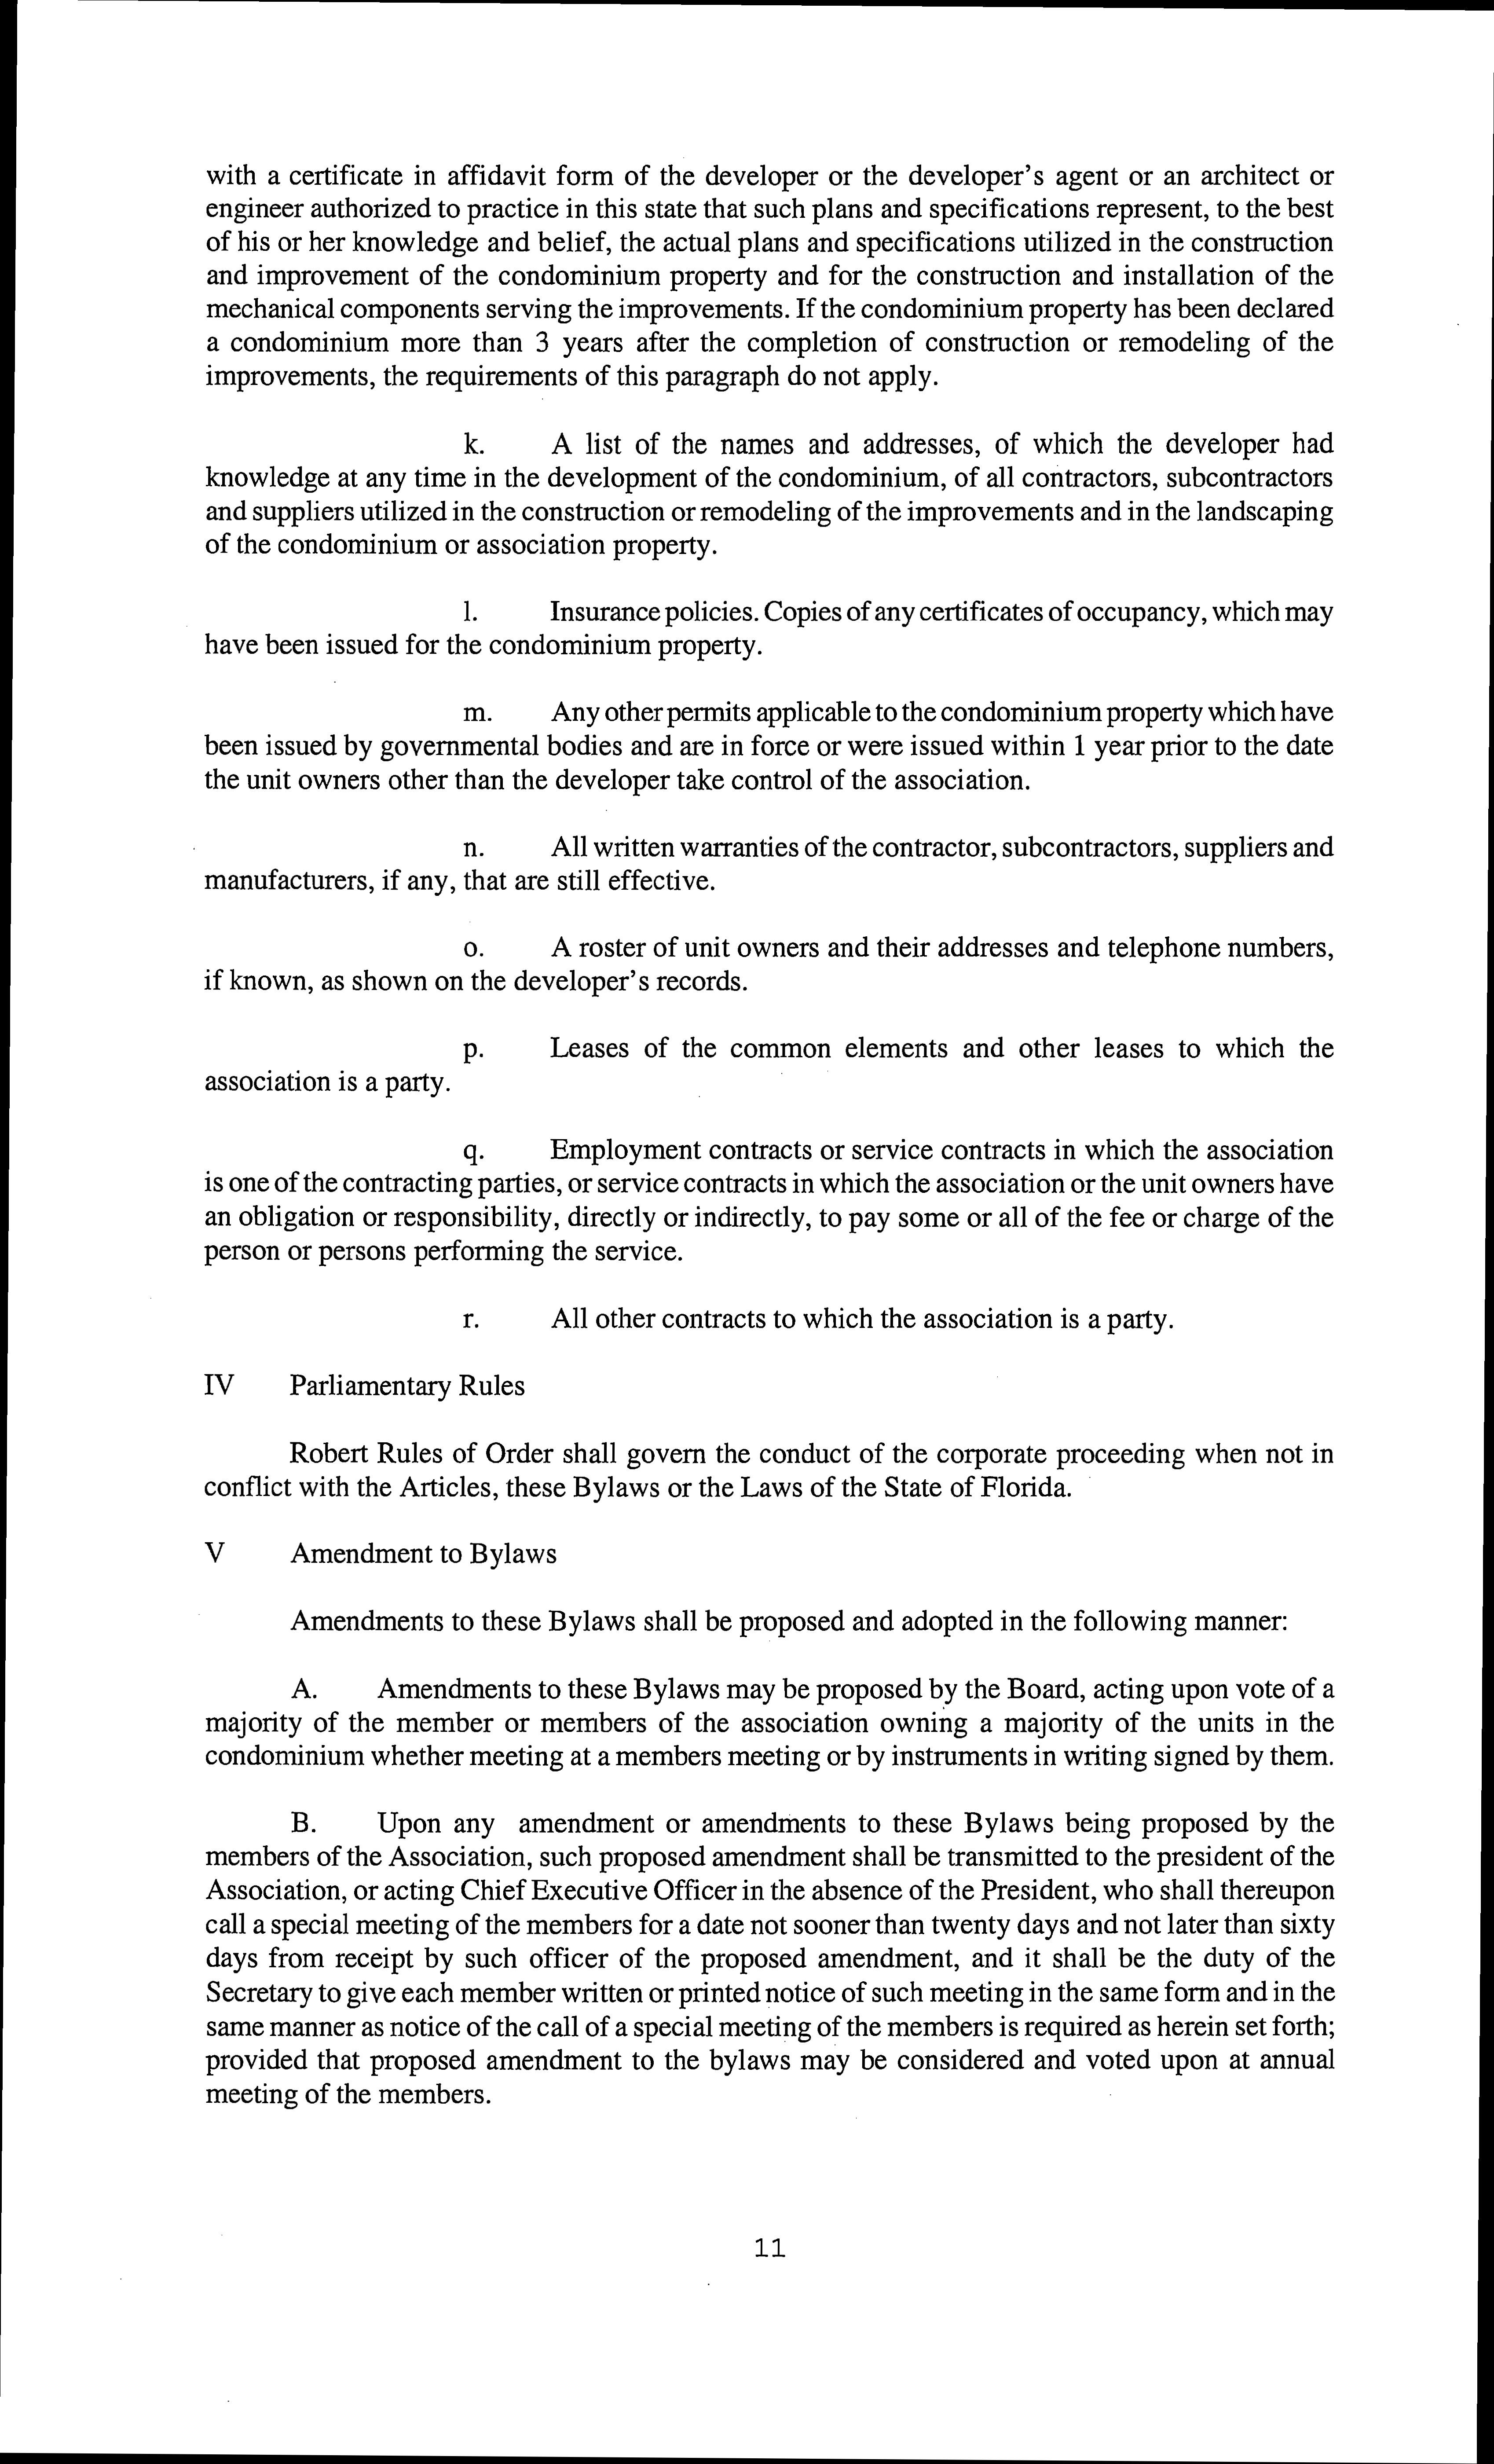 with a certificate in affidavit form of the developer or the developer's agent or an architect or
engineer authorized to practice in this state that such plans and specifications represent, to the best
of his or her knowledge and belief, the actual plans and specifications utilized in the construction
and improvement of the condominium property and for the construction and installation of the
mechanical components serving the improvements. If the condominium property has been declared
a condominium more than 3 years after the completion of construction or remodeling of the
improvements, the requirements of this paragraph do not apply.
k. A list of the names and addresses, of which the developer had
knowledge at any time in the development of the condominium, of all contractors, subcontractors
and suppliers utilized in the construction or remodeling of the improvements and in the landscaping
of the condominium or association property.
l. Insurance policies. Copies of any certificates of occupancy, which may
have been issued for the condominium property.
m. Any other permits applicable to the condominium property which have
been issued by governmental bodies and are in force or were issued within 1 year prior to the date
the unit owners other than the developer take control of the association.
n. All written warranties of the contractor, subcontractors, suppliers and
manufacturers, if any, that are still effective.
o. A roster of unit owners and their addresses and telephone numbers,
if known, as shown on the developer's records.
p. Leases of the common elements and other leases to which the
association is a party.
q. Employment contracts or service contracts in which the association
is one of the contracting parties, or service contracts in which the association or the unit owners have
an obligation or responsibility, directly or indirectly, to pay some or all of the fee or charge of the
person or persons performing the service.
r. All other contracts to which the association is a party.
IV Parliamentary Rules
Robert Rules of Order shall govern the conduct of the corporate proceeding when not in
conflict with the Articles, these Bylaws or the Laws of the State of Florida.
V Amendment to Bylaws
Amendments to these Bylaws shall be proposed and adopted in the following manner:
A. Amendments to these Bylaws may be proposed by the Board, acting upon vote of a
majority of the member or members of the association owning a majority of the units in the
condominium whether meeting at a members meeting or by instruments in writing signed by them.
B. Upon any amendment or amendments to these Bylaws being proposed by the
members of the Association, such proposed amendment shall be transmitted to the president of the
Association, or acting Chief Executive Officer in the absence of the President, who shall thereupon
call a special meeting of the members for a date not sooner than twenty days and not later than sixty
days from receipt by such officer of the proposed amendment, and it shall be the duty of the
Secretary to give each member written or printed notice of such meeting in the same form and in the
same manner as notice of the call of a special meeting of the members is required as herein set forth;
provided that proposed amendment to the bylaws may be considered and voted upon at annual
meeting of the members.
11